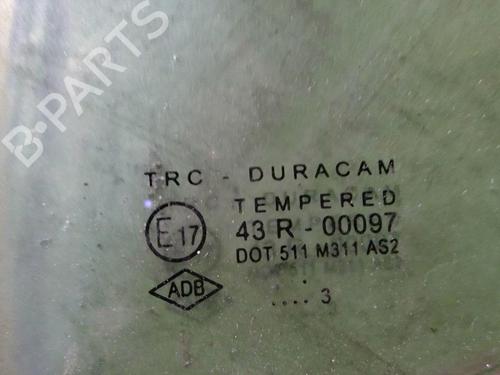 B-PARTS
TRC - DURACAM
TEMPERED
E17 43 R - 00097
DOT 511 M311 AS2
ADB
.... 3